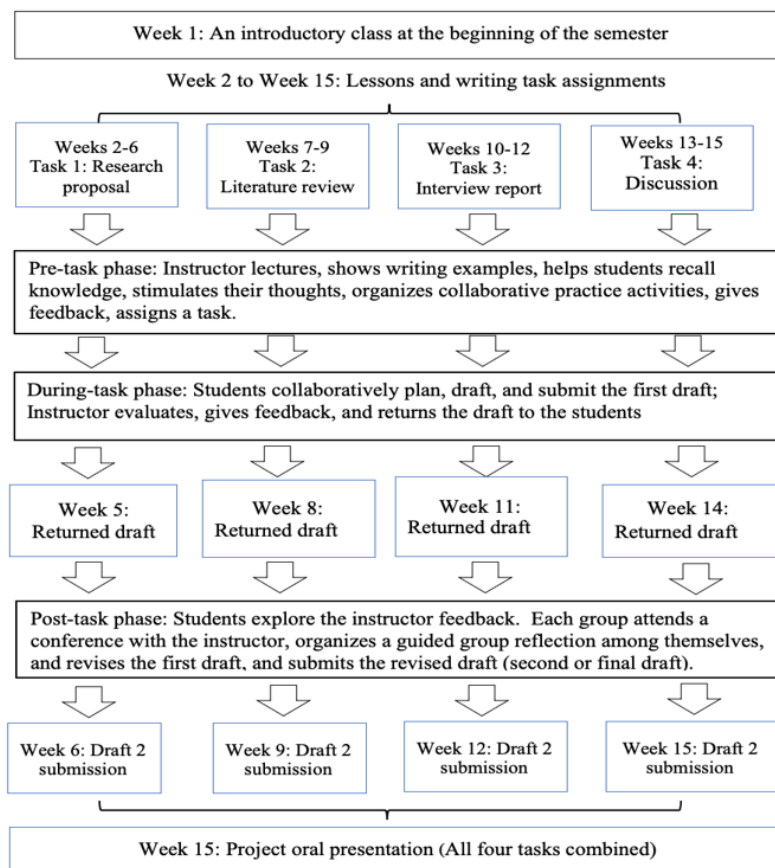 Week 1: An introductory class at the beginning of the semester
Week 2 to Week 15: Lessons and writing task assignments
Weeks 2-6
Task 1: Research
proposal
Weeks 7-9
Task 2:
Literature review
Weeks 10-12
Task 3:
Interview report
Weeks 13-15
Task 4:
Discussion
Pre-task phase: Instructor lectures, shows writing examples, helps students recall
knowledge, stimulates their thoughts, organizes collaborative practice activities, gives
feedback, assigns a task.
During-task phase: Students collaboratively plan, draft, and submit the first draft;
Instructor evaluates, gives feedback, and returns the draft to the students
Week 5:
Returned draft
Week 8:
Returned draft
Week 11:
Returned draft
Week 14:
Returned draft
Post-task phase: Students explore the instructor feedback. Each group attends a
conference with the instructor, organizes a guided group reflection among themselves,
and revises the first draft, and submits the revised draft (second or final draft).
Week 6: Draft 2
submission
Week 9: Draft 2
submission
Week 12: Draft 2
submission
Week 15: Draft 2
submission
Week 15: Project oral presentation (All four tasks combined)